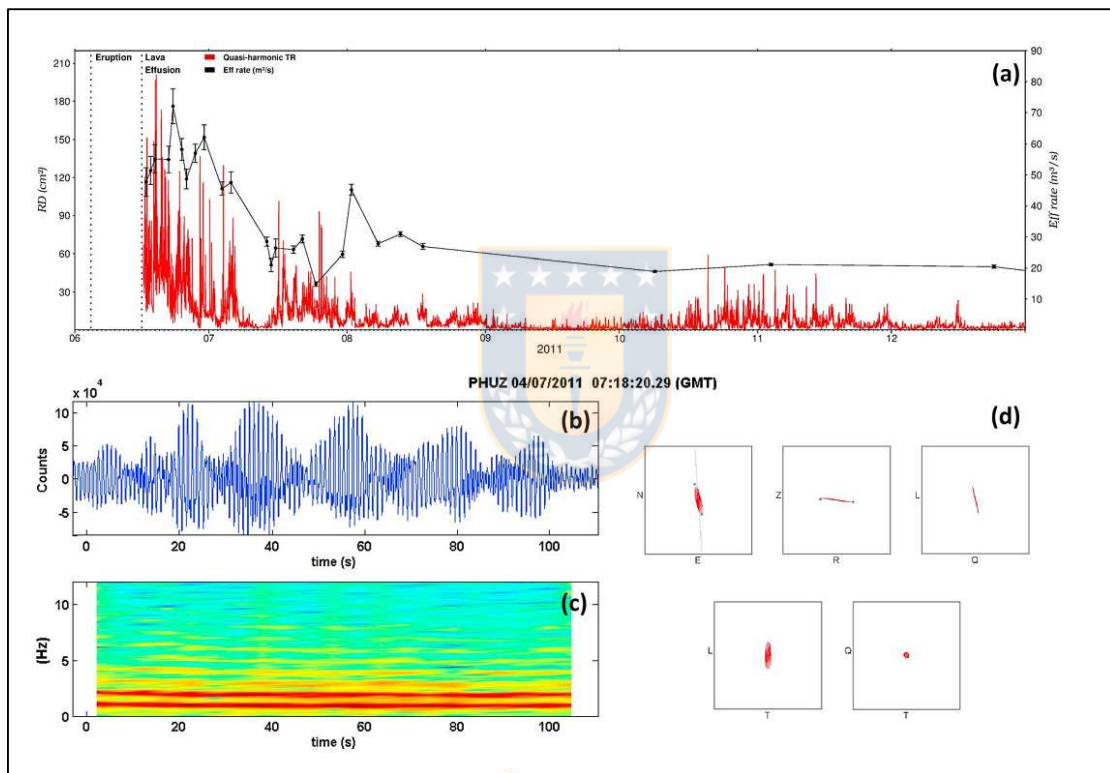 Eruption
Lava
Effusion
Quasi-harmonic TR
Eff rate (m³/s)
(a)
210
180
150
120
90
60
30
RD (cm²)
90
80
70
60
50
40
30
20
10
Eff rate (m³/s)
06
07
08
09
10
11
12
2011
PHUZ 04/07/2011 07:18:20.29 (GMT)
x 10⁴
(b)
10
5
0
-5
Counts
0
20
40
60
80
100
time (s)
(c)
10
5
0
(Hz)
0
20
40
60
80
100
time (s)
(d)
N
E
Z
R
L
Q
L
T
Q
T